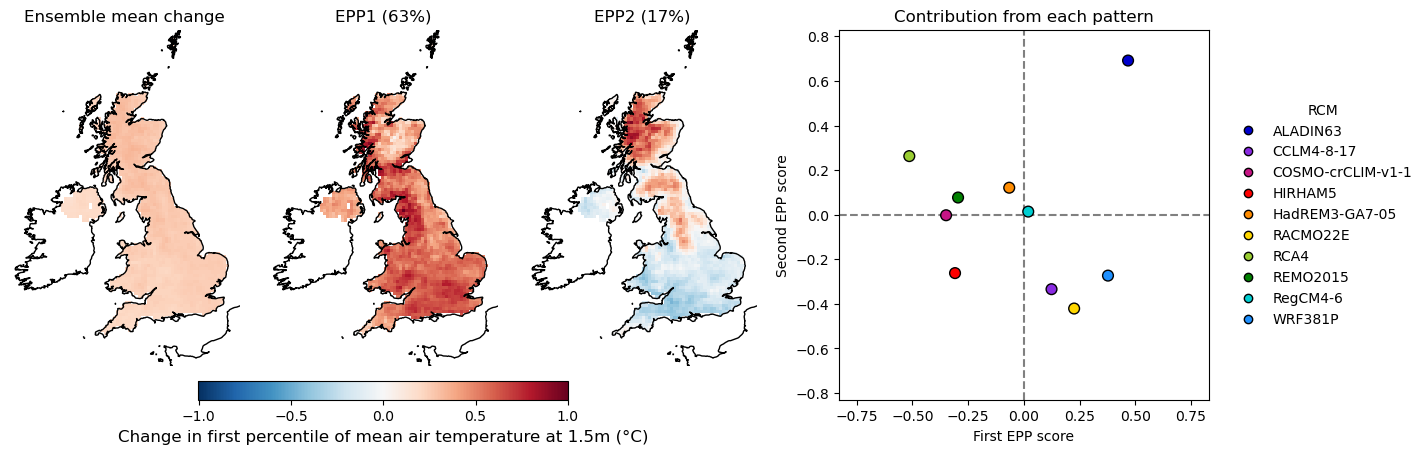 Ensemble mean change
EPP1 (63%)
EPP2 (17%)
Contribution from each pattern
−1.0
−0.5
0.0
0.5
1.0
Change in first percentile of mean air temperature at 1.5m (°C)
Second EPP score
0.8
0.6
0.4
0.2
0.0
−0.2
−0.4
−0.6
−0.8
−0.75
−0.50
−0.25
0.00
0.25
0.50
0.75
First EPP score
RCM
ALADIN63
CCLM4-8-17
COSMO-crCLIM-v1-1
HIRHAM5
HadREM3-GA7-05
RACMO22E
RCA4
REMO2015
RegCM4-6
WRF381P